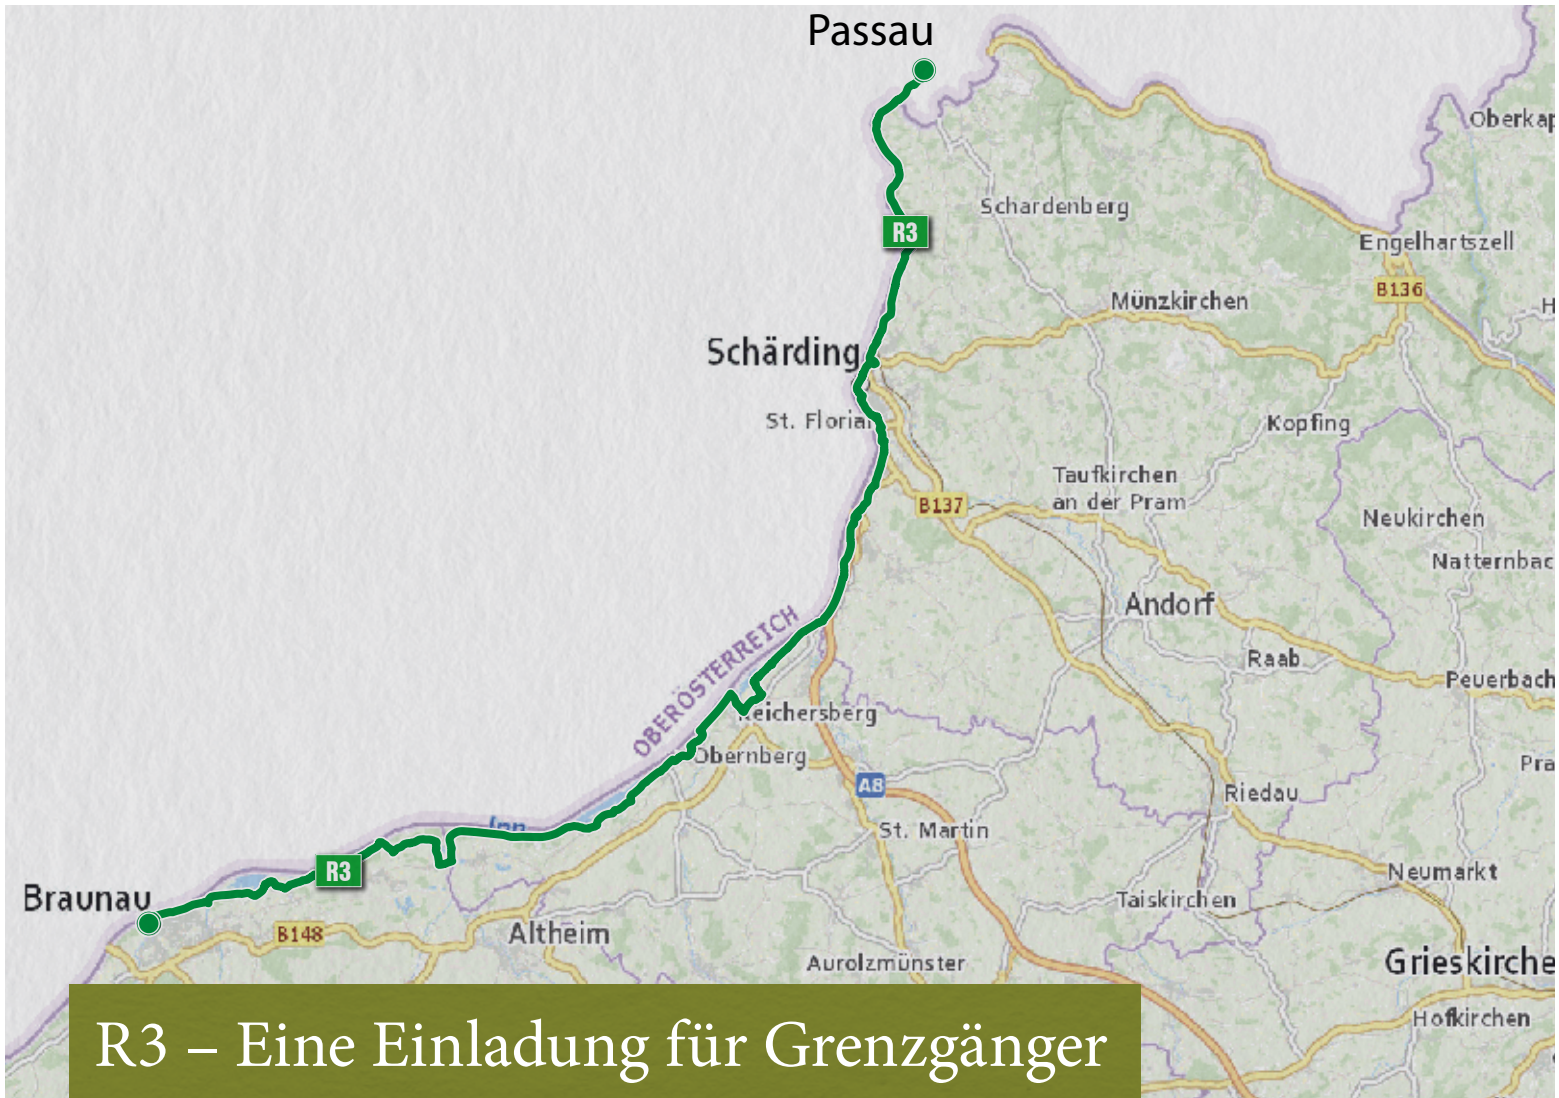 Passau
Oberkap
Schardenberg
R3
Engelhartszell
B136
Münzkirchen
H
Schärding
St. Florian
Kopfing
Taufkirchen
an der Pram
B137
Neukirchen
Natternbac
Andorf
OBERÖSTERREICH
Raab
Peuerbach
Reichersberg
Obernberg
Pra
A8
Riedau
Inn
St. Martin
R3
Neumarkt
Braunau
Taiskirchen
B148
Altheim
Aurolzmünster
Grieskirche
Hofkirchen
R3 – Eine Einladung für Grenzgänger